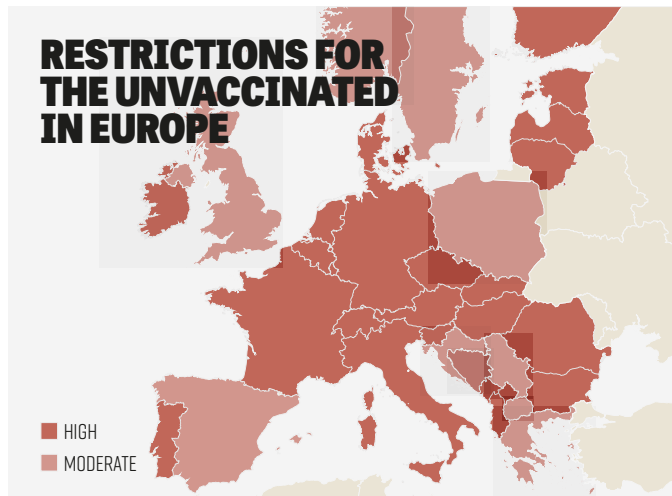 RESTRICTIONS FOR
THE UNVACCINATED
IN EUROPE
HIGH
MODERATE